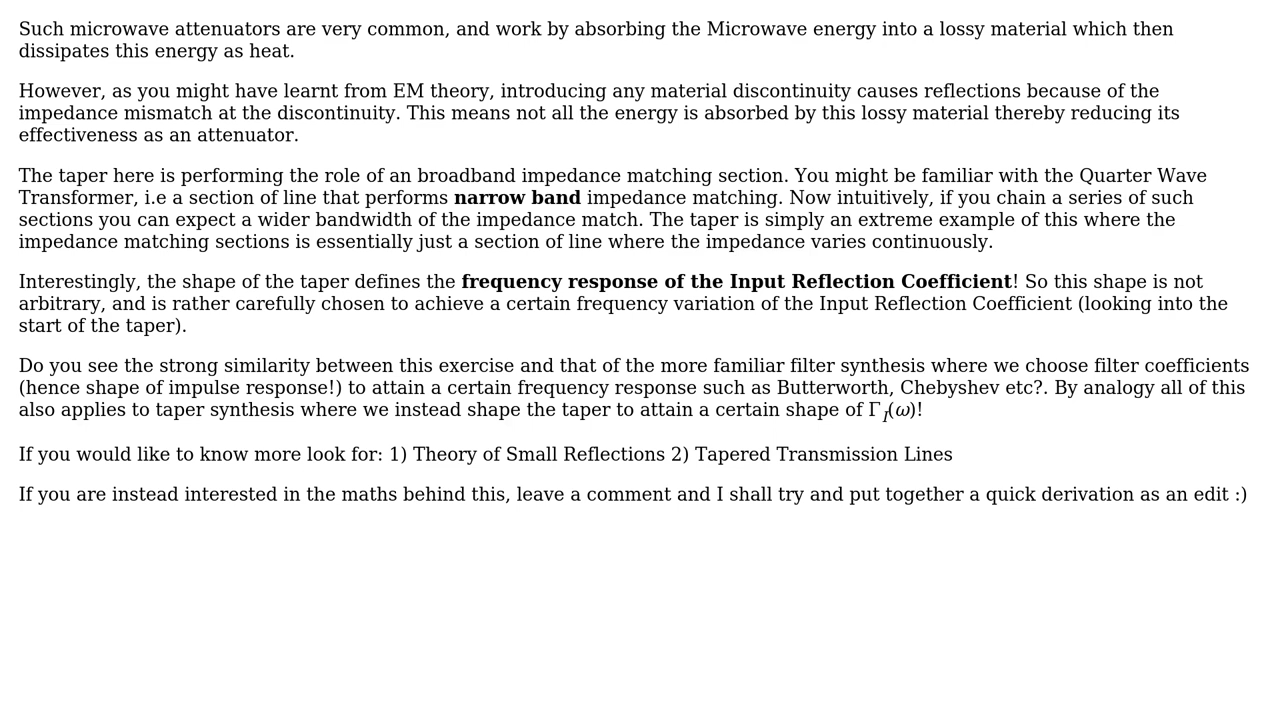 Such microwave attenuators are very common, and work by absorbing the Microwave energy into a lossy material which then
dissipates this energy as heat.
However, as you might have learnt from EM theory, introducing any material discontinuity causes reflections because of the
impedance mismatch at the discontinuity. This means not all the energy is absorbed by this lossy material thereby reducing its
effectiveness as an attenuator.
The taper here is performing the role of an broadband impedance matching section. You might be familiar with the Quarter Wave
Transformer, i.e a section of line that performs narrow band impedance matching. Now intuitively, if you chain a series of such
sections you can expect a wider bandwidth of the impedance match. The taper is simply an extreme example of this where the
impedance matching sections is essentially just a section of line where the impedance varies continuously.
Interestingly, the shape of the taper defines the frequency response of the Input Reflection Coefficient! So this shape is not
arbitrary, and is rather carefully chosen to achieve a certain frequency variation of the Input Reflection Coefficient (looking into the
start of the taper).
Do you see the strong similarity between this exercise and that of the more familiar filter synthesis where we choose filter coefficients
(hence shape of impulse response!) to attain a certain frequency response such as Butterworth, Chebyshev etc?. By analogy all of this
also applies to taper synthesis where we instead shape the taper to attain a certain shape of Γ_I(ω)!
If you would like to know more look for: 1) Theory of Small Reflections 2) Tapered Transmission Lines
If you are instead interested in the maths behind this, leave a comment and I shall try and put together a quick derivation as an edit :)